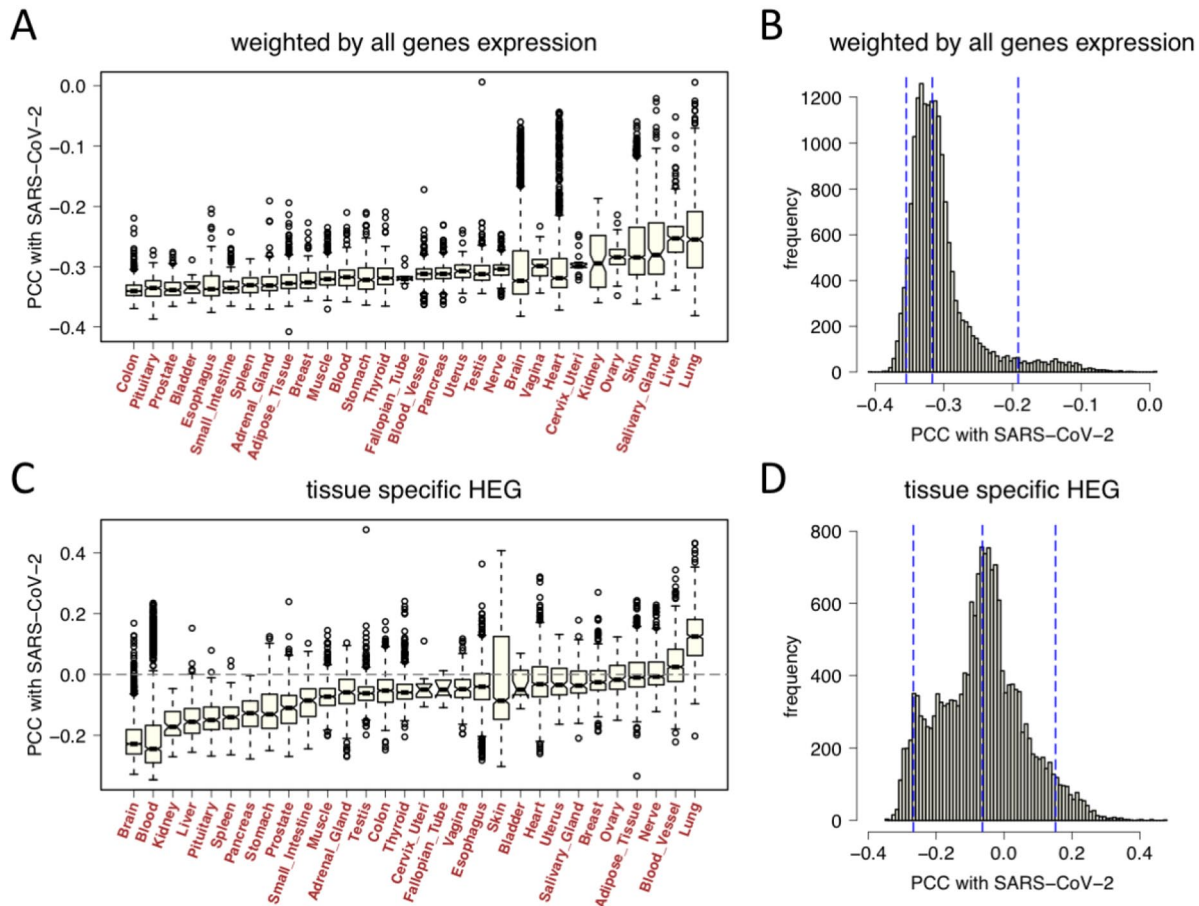 A
weighted by all genes expression
PCC with SARS−CoV−2
0.0
−0.1
−0.2
−0.3
−0.4
Colon
Pituitary
Prostate
Bladder
Esophagus
Small_Intestine
Spleen
Adrenal_Gland
Adipose_Tissue
Breast
Muscle
Blood
Stomach
Thyroid
Fallopian_Tube
Blood_Vessel
Pancreas
Uterus
Testis
Nerve
Brain
Vagina
Heart
Cervix_Uteri
Kidney
Ovary
Skin
Salivary_Gland
Liver
Lung
B
weighted by all genes expression
frequency
1200
1000
800
600
400
200
0
−0.4
−0.3
−0.2
−0.1
0.0
PCC with SARS−CoV−2
C
tissue specific HEG
PCC with SARS−CoV−2
0.4
0.2
0.0
−0.2
Brain
Blood
Kidney
Liver
Pituitary
Spleen
Pancreas
Stomach
Prostate
Small_Intestine
Muscle
Adrenal_Gland
Testis
Colon
Thyroid
Cervix_Uteri
Fallopian_Tube
Vagina
Esophagus
Skin
Bladder
Heart
Uterus
Salivary_Gland
Breast
Ovary
Adipose_Tissue
Nerve
Blood_Vessel
Lung
D
tissue specific HEG
frequency
800
600
400
200
0
−0.4
−0.2
0.0
0.2
0.4
PCC with SARS−CoV−2